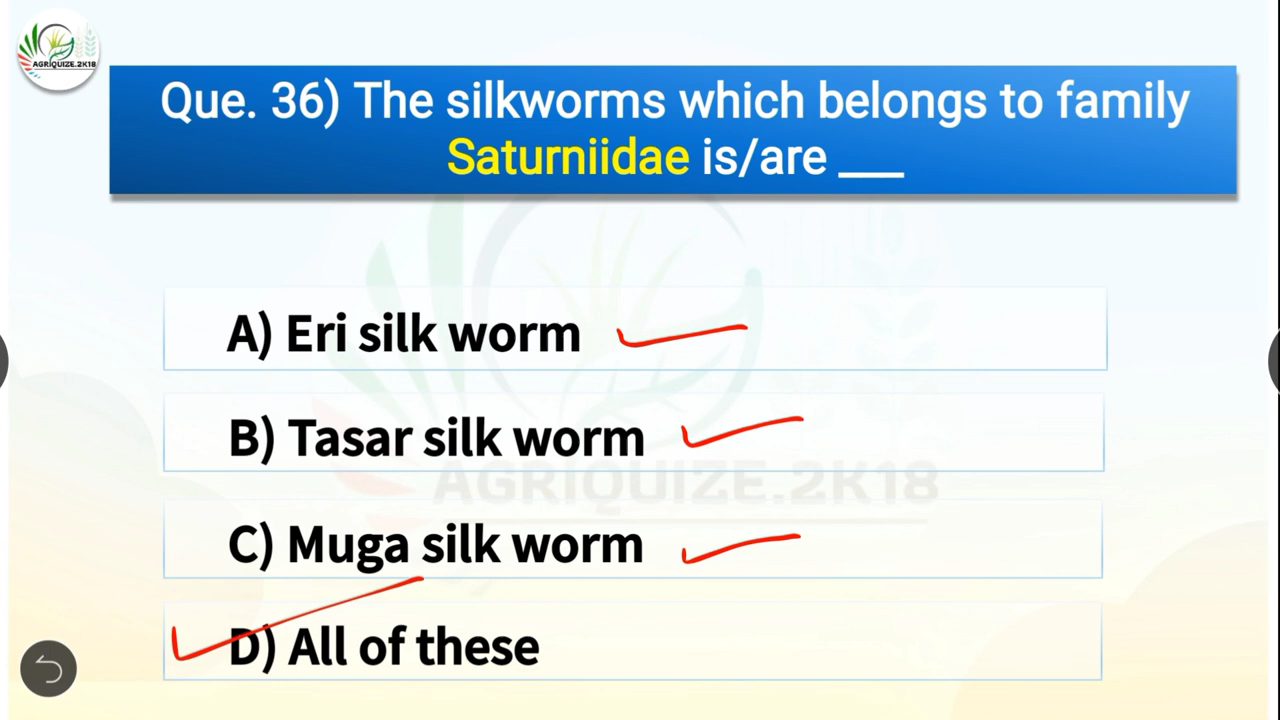 AGRIQUIZE.2K18
Que. 36) The silkworms which belongs to family
Saturniidae is/are ___
A) Eri silk worm
B) Tasar silk worm
AGRIQUIZE.2K18
C) Muga silk worm
D) All of these